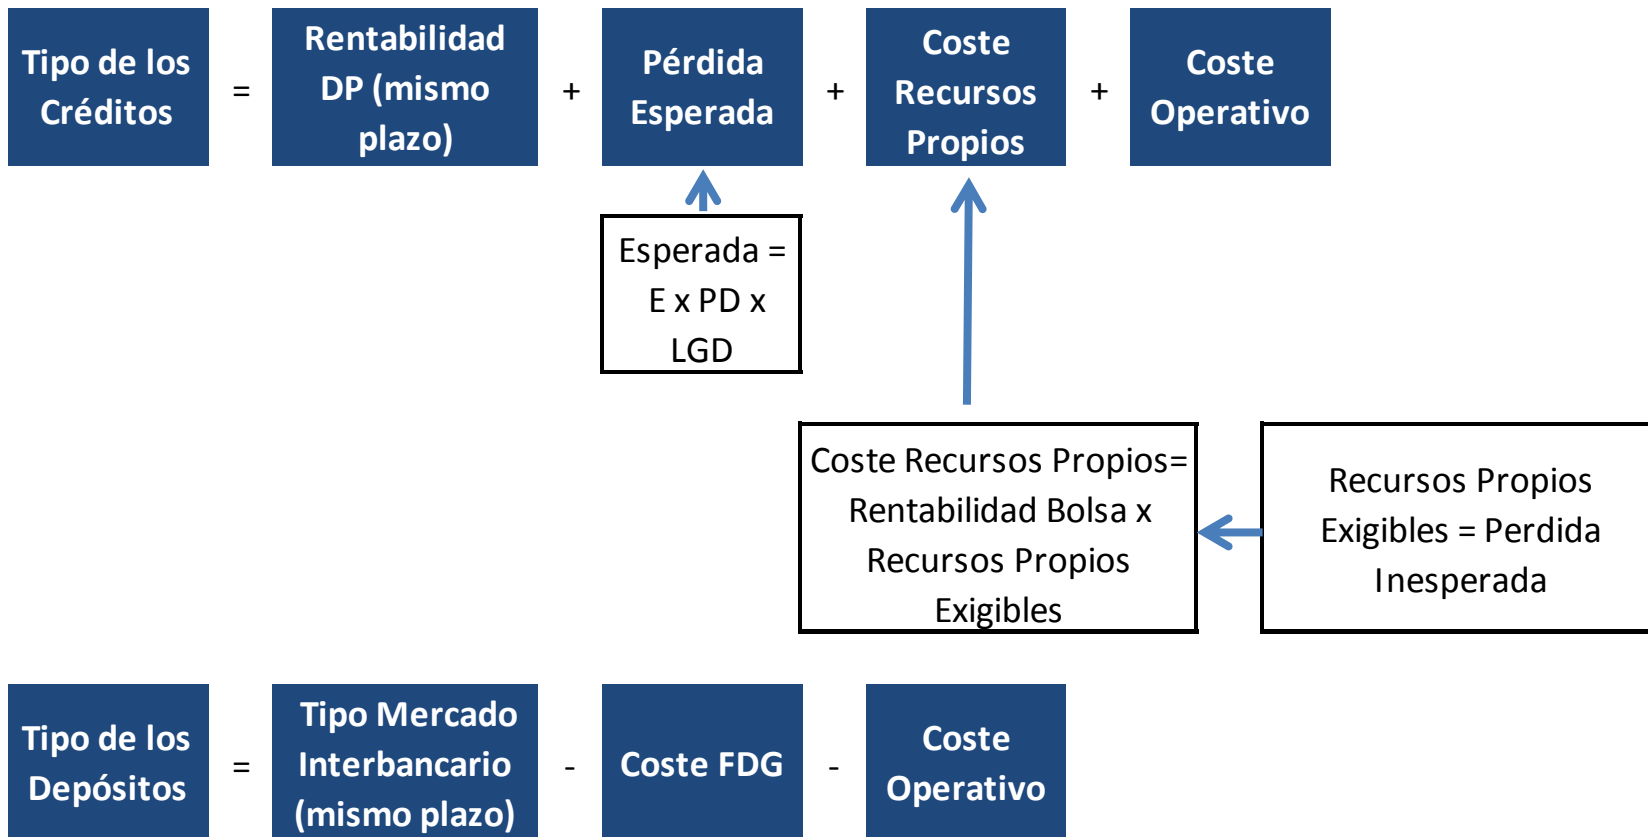 Tipo de los
Créditos
=
Rentabilidad
DP (mismo
plazo)
+
Pérdida
Esperada
+
Coste
Recursos
Propios
+
Coste
Operativo
Esperada =
E x PD x
LGD
Coste Recursos Propios=
Rentabilidad Bolsa x
Recursos Propios
Exigibles
Recursos Propios
Exigibles = Perdida
Inesperada
Tipo de los
Depósitos
=
Tipo Mercado
Interbancario
(mismo plazo)
-
Coste FDG
-
Coste
Operativo